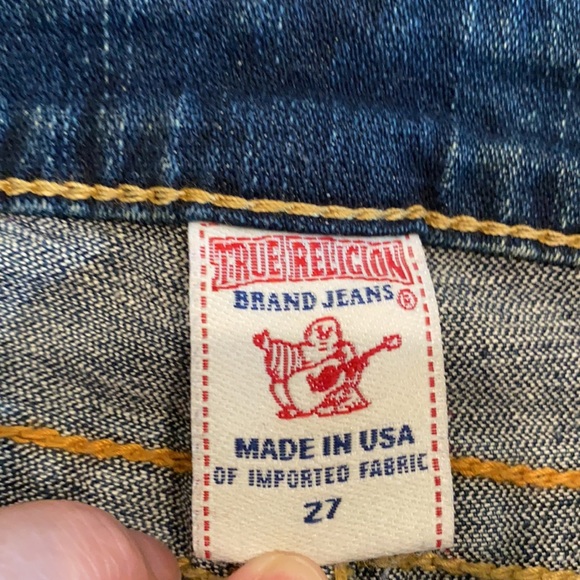 TRUE RELIGION
BRAND JEANS ®
MADE IN USA
OF IMPORTED FABRIC
27